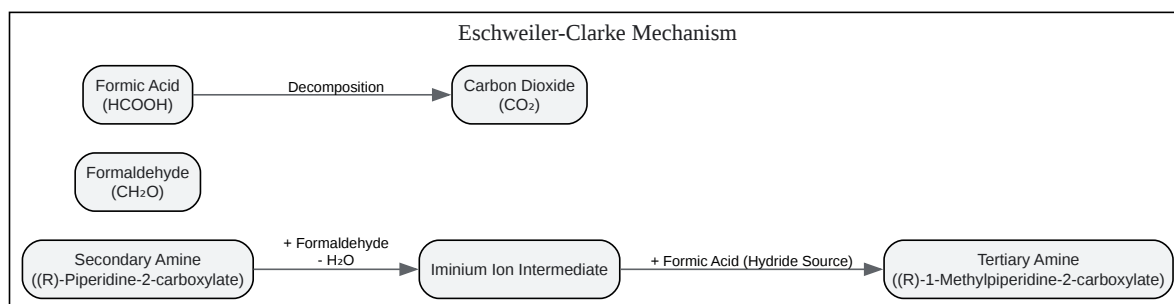 Eschweiler-Clarke Mechanism
Formic Acid
(HCOOH)
Decomposition
Carbon Dioxide
(CO₂)
Formaldehyde
(CH₂O)
Secondary Amine
((R)-Piperidine-2-carboxylate)
+ Formaldehyde
- H₂O
Iminium Ion Intermediate
+ Formic Acid (Hydride Source)
Tertiary Amine
((R)-1-Methylpiperidine-2-carboxylate)